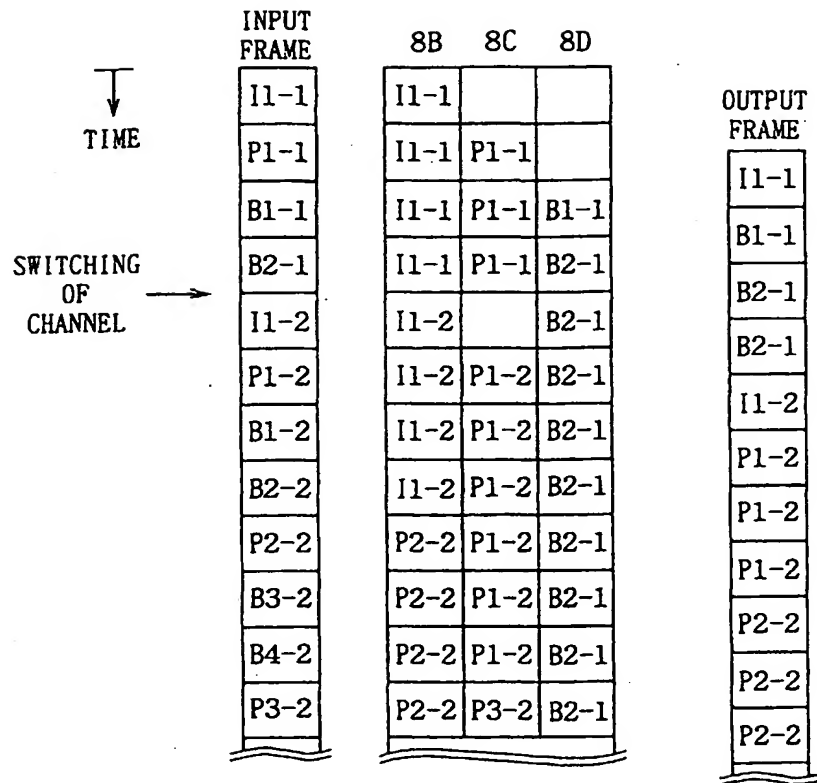 INPUT FRAME 8B 8C 8D
I1-1 I1-1
TIME
OUTPUT FRAME
P1-1 I1-1 P1-1
I1-1
B1-1 I1-1 P1-1 B1-1
B1-1
SWITCHING OF CHANNEL
B2-1 I1-1 P1-1 B2-1
B2-1
I1-2 I1-2 B2-1
B2-1
P1-2 I1-2 P1-2 B2-1
I1-2
B1-2 I1-2 P1-2 B2-1
P1-2
B2-2 I1-2 P1-2 B2-1
P1-2
P2-2 P2-2 P1-2 B2-1
P1-2
B3-2 P2-2 P1-2 B2-1
P2-2
B4-2 P2-2 P1-2 B2-1
P2-2
P3-2 P2-2 P3-2 B2-1
P2-2